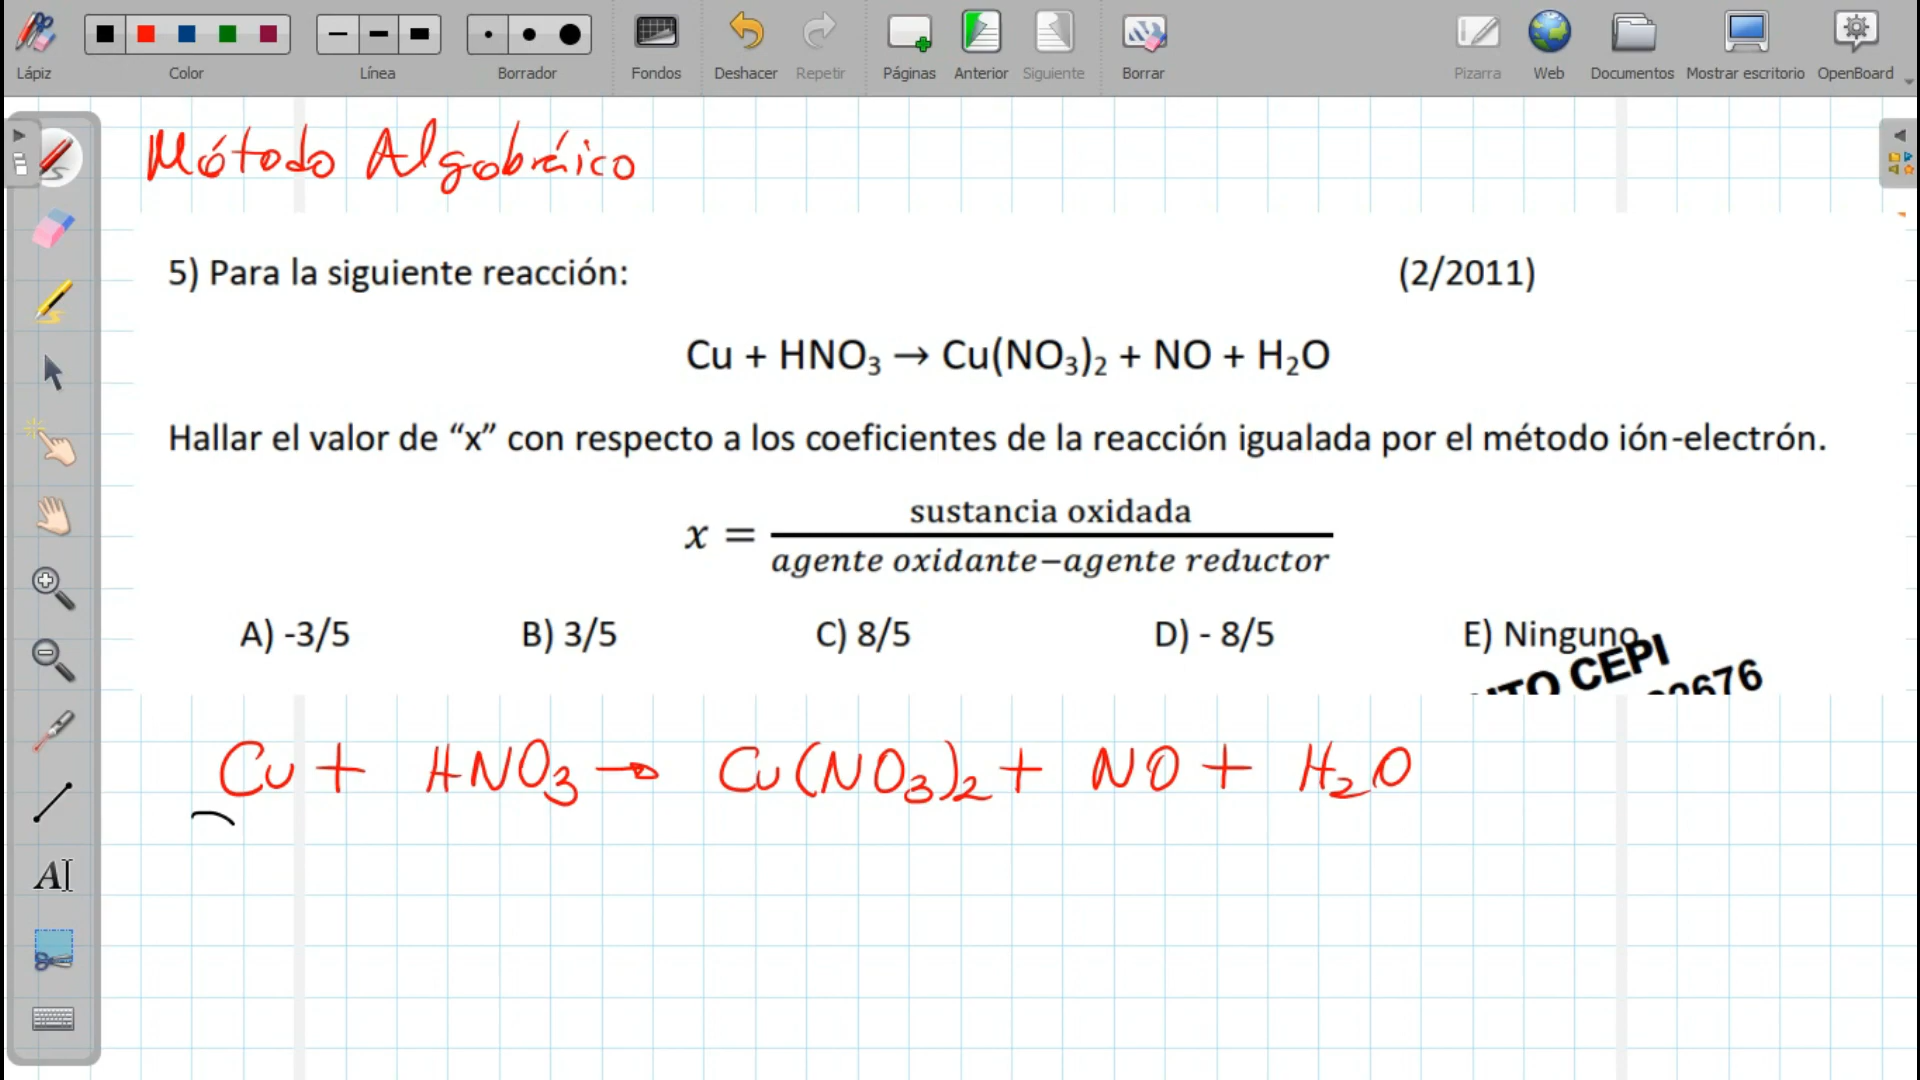 Lápiz Color Línea Borrador Fondos Deshacer Repetir Páginas Anterior Siguiente Borrar Pizarra Web Documentos Mostrar escritorio OpenBoard
Método Algebráico
5) Para la siguiente reacción: (2/2011)
Cu + HNO₃ → Cu(NO₃)₂ + NO + H₂O
Hallar el valor de “x” con respecto a los coeficientes de la reacción igualada por el método ión-electrón.
x = sustancia oxidada / agente oxidante−agente reductor
A) -3/5 B) 3/5 C) 8/5 D) - 8/5 E) Ninguno
CEPI
Cu + HNO₃ → Cu(NO₃)₂ + NO + H₂O